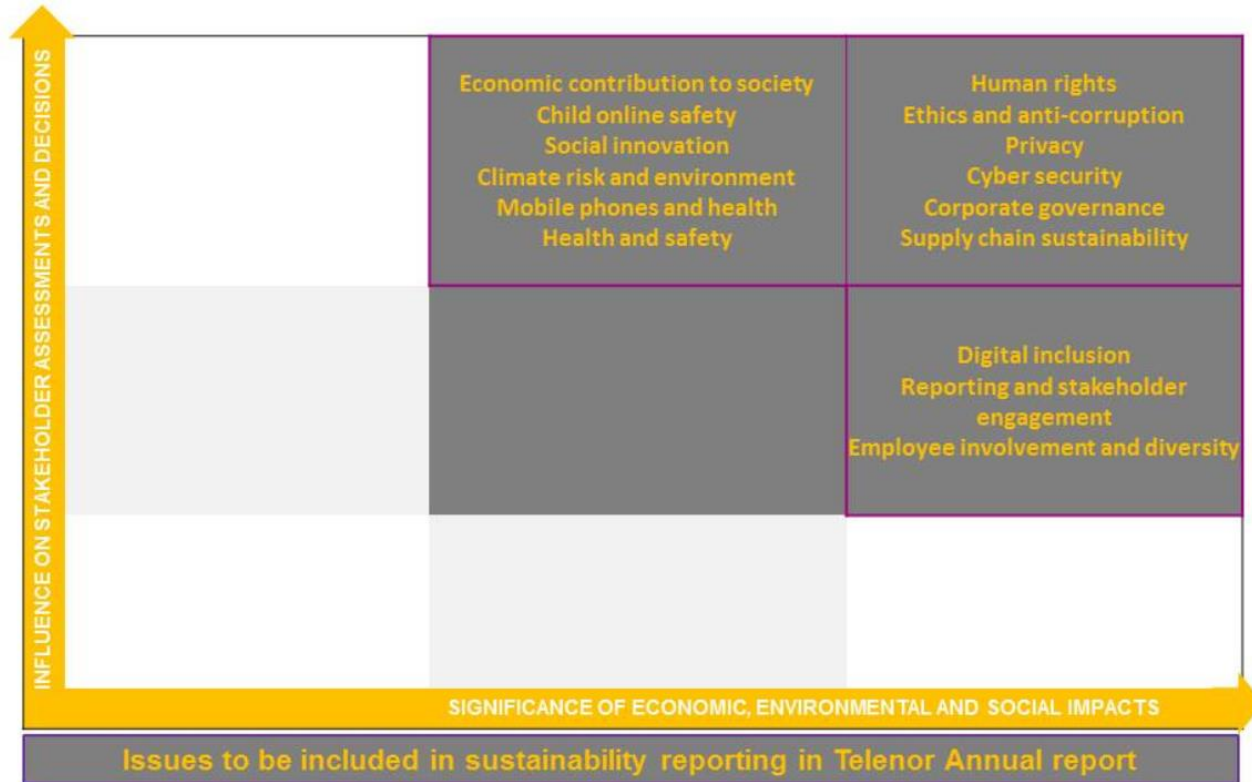 INFLUENCE ON STAKEHOLDER ASSESSMENTS AND DECISIONS
Economic contribution to society
Child online safety
Social innovation
Climate risk and environment
Mobile phones and health
Health and safety
Human rights
Ethics and anti-corruption
Privacy
Cyber security
Corporate governance
Supply chain sustainability
Digital inclusion
Reporting and stakeholder
engagement
Employee involvement and diversity
SIGNIFICANCE OF ECONOMIC, ENVIRONMENTAL AND SOCIAL IMPACTS
Issues to be included in sustainability reporting in Telenor Annual report